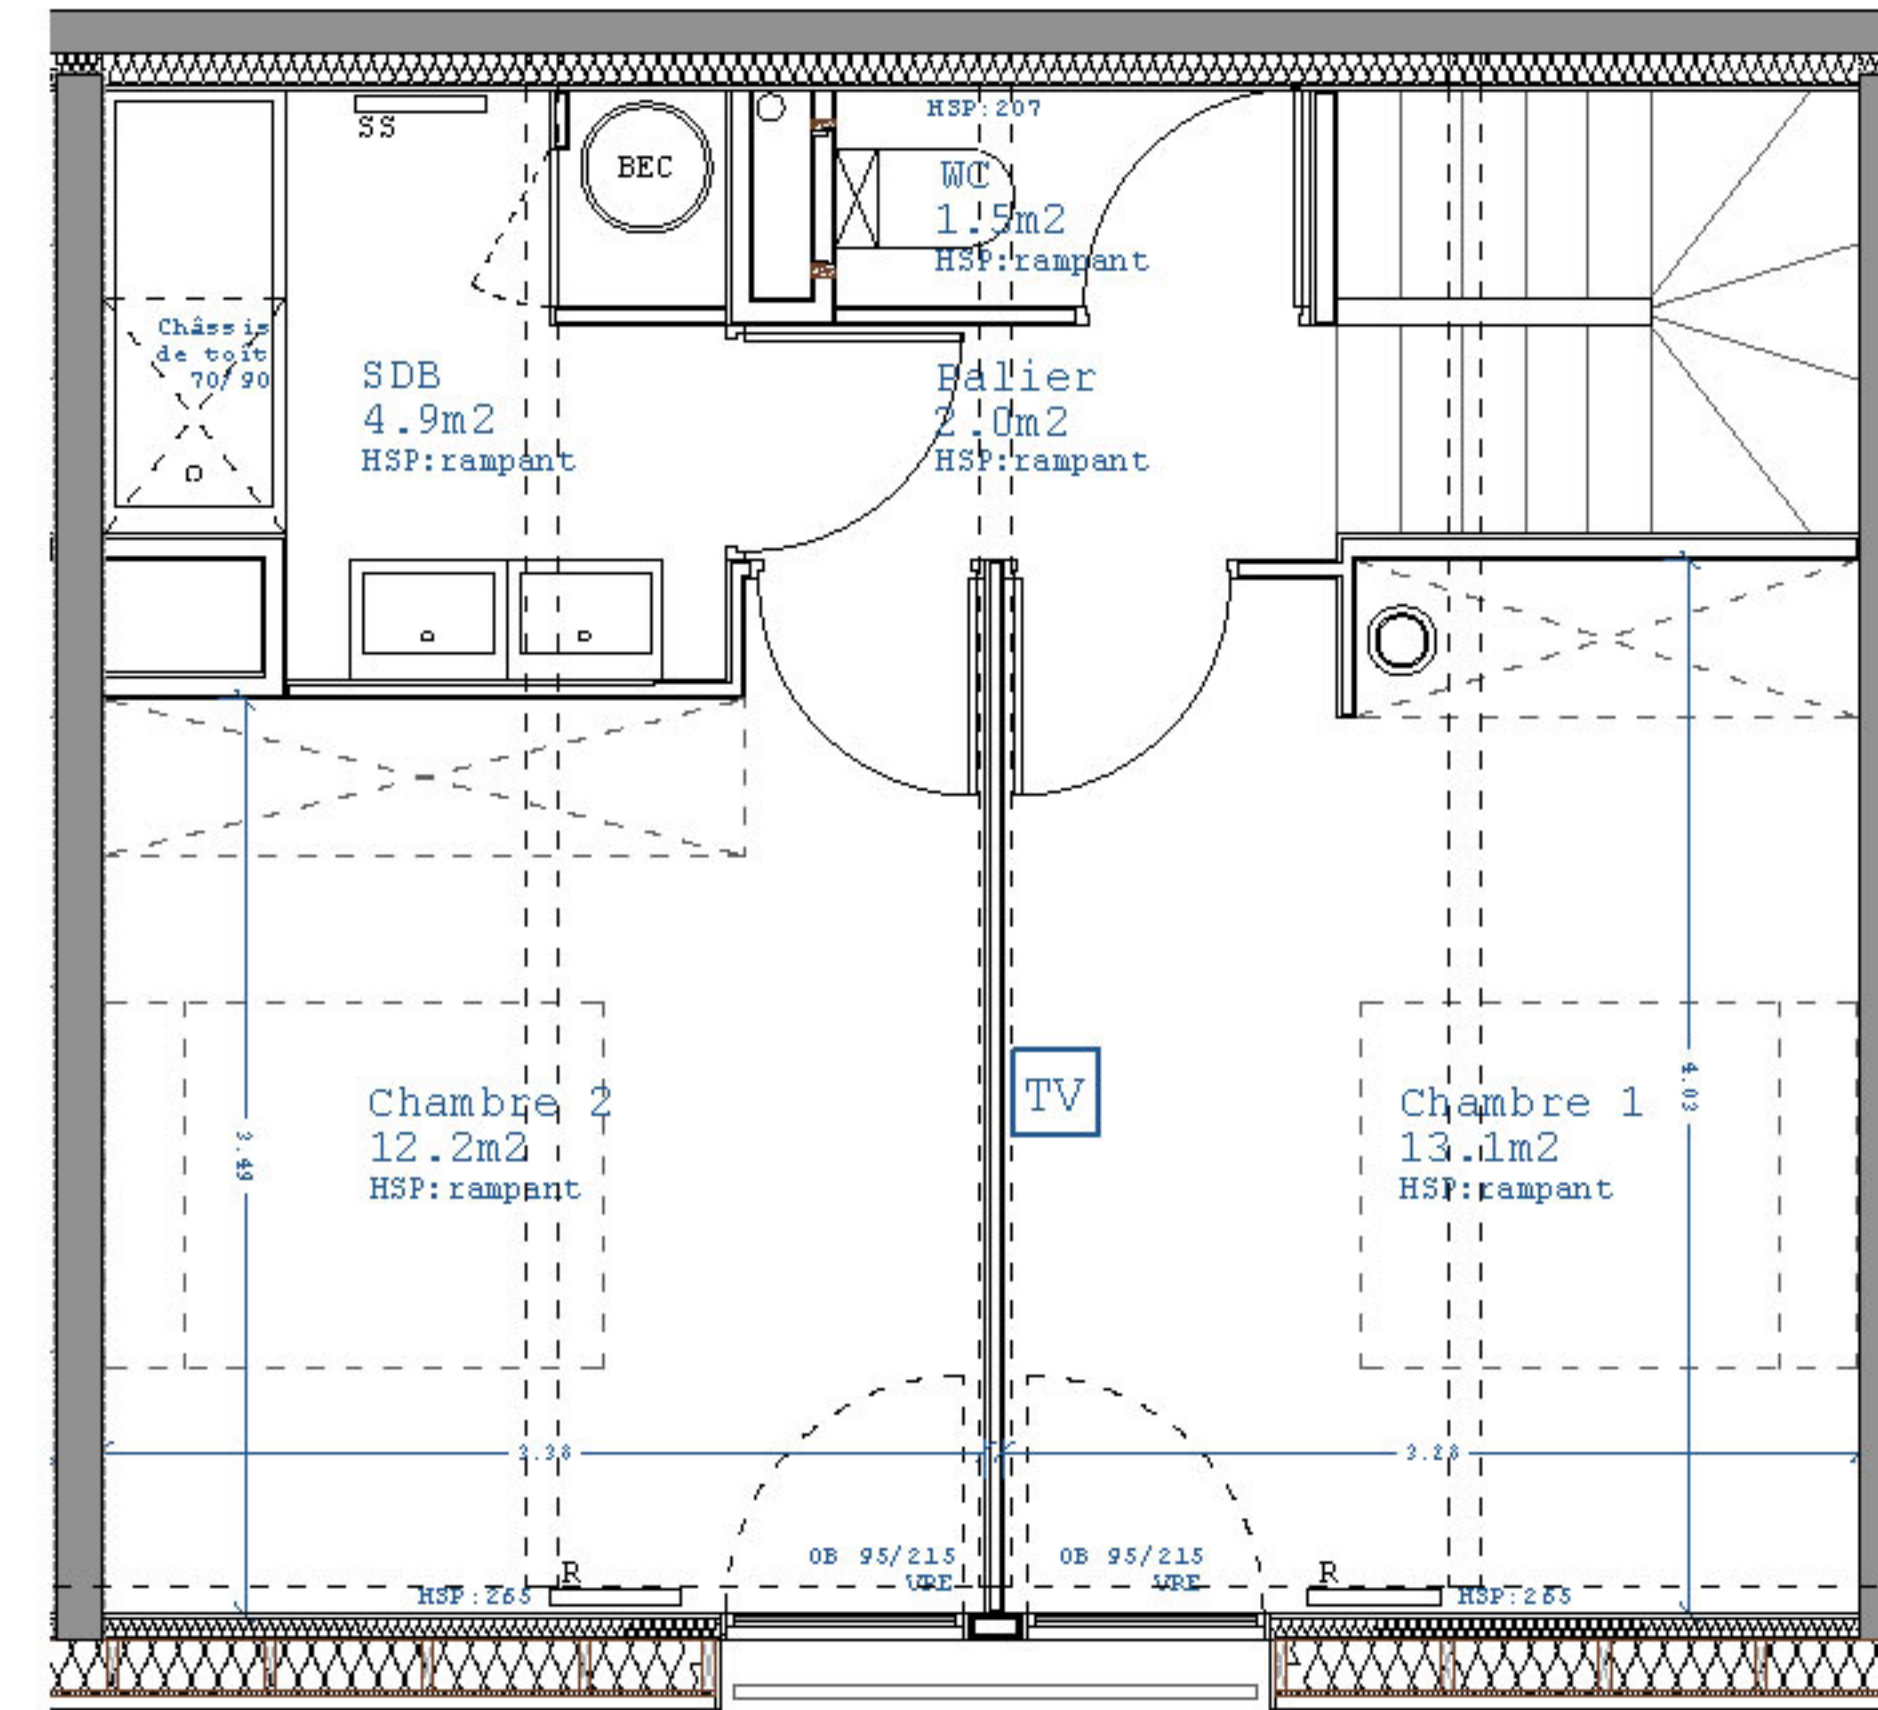 HSP:207
SS
BEC
WC
1.5m2
HSP:rampant
Châssis
de toit
70/90
SDB
4.9m2
HSP:rampant
Palier
2.0m2
HSP:rampant
TV
Chambre 2
12.2m2
HSP:rampant
3.49
Chambre 1
13.1m2
HSP:rampant
4.03
3.38
3.28
OB 95/215
VRE
OB 95/215
VRE
R
HSP:265
R
HSP:265